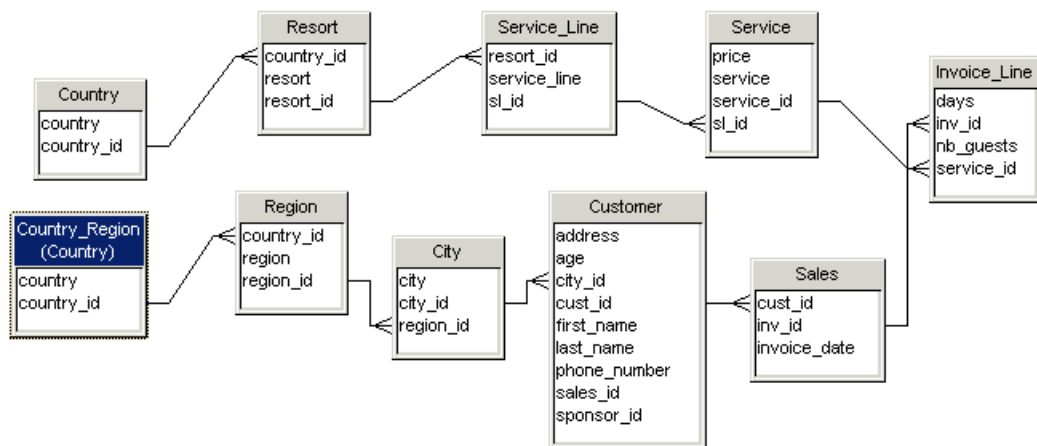 Resort
country_id
resort
resort_id
Service_Line
resort_id
service_line
sl_id
Service
price
service
service_id
sl_id
Invoice_Line
days
inv_id
nb_guests
service_id
Country
country
country_id
Country_Region
(Country)
country
country_id
Region
country_id
region
region_id
City
city
city_id
region_id
Customer
address
age
city_id
cust_id
first_name
last_name
phone_number
sales_id
sponsor_id
Sales
cust_id
inv_id
invoice_date